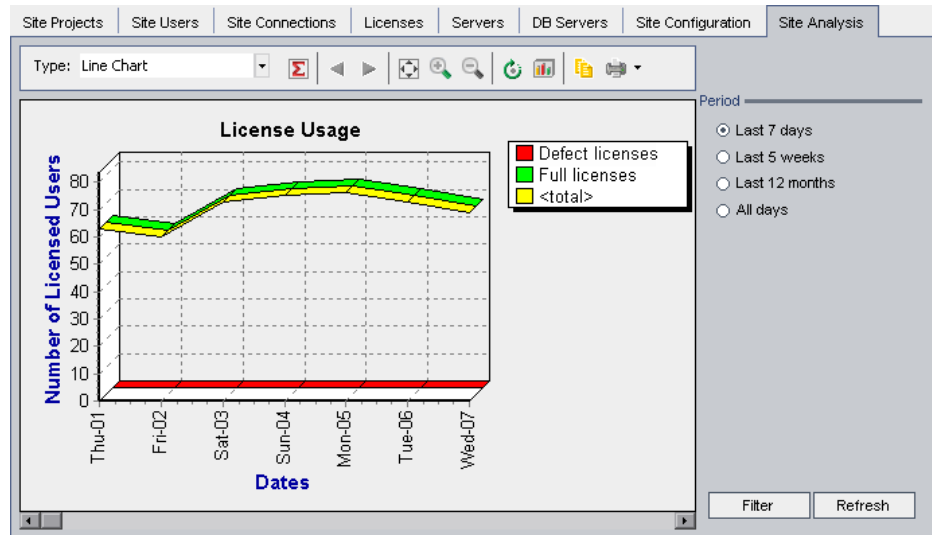 Site Projects Site Users Site Connections Licenses Servers DB Servers Site Configuration Site Analysis
Type: Line Chart
Period
Last 7 days
Last 5 weeks
Last 12 months
All days
License Usage
Defect licenses
Full licenses
<total>
Number of Licensed Users
80
70
60
50
40
30
20
10
0
Thu-01 Fri-02 Sat-03 Sun-04 Mon-05 Tue-06 Wed-07
Dates
Filter Refresh